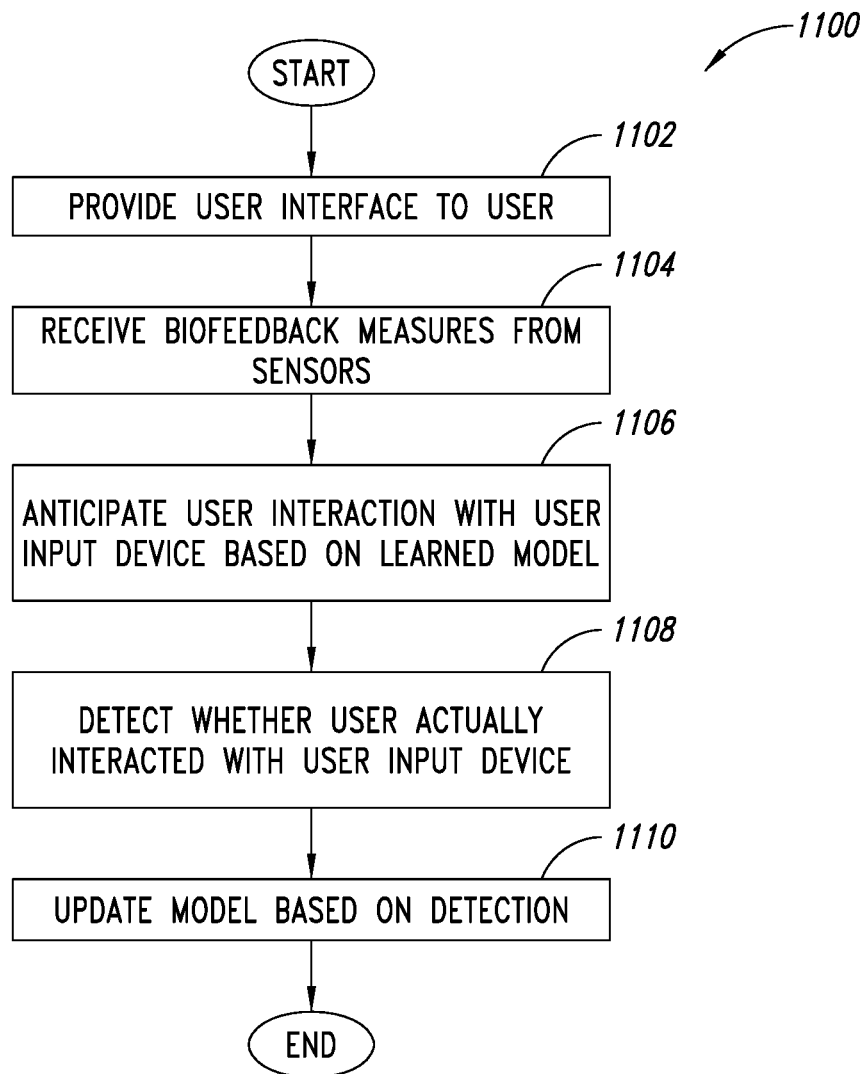 1100
START
1102
PROVIDE USER INTERFACE TO USER
1104
RECEIVE BIOFEEDBACK MEASURES FROM
SENSORS
1106
ANTICIPATE USER INTERACTION WITH USER
INPUT DEVICE BASED ON LEARNED MODEL
1108
DETECT WHETHER USER ACTUALLY
INTERACTED WITH USER INPUT DEVICE
1110
UPDATE MODEL BASED ON DETECTION
END